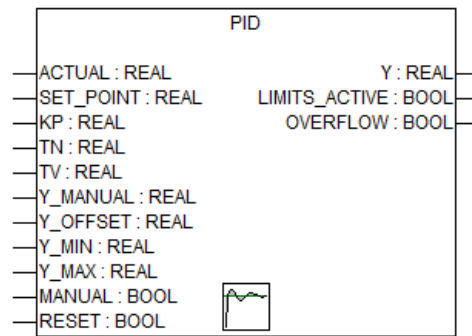 PID
ACTUAL : REAL Y : REAL
SET_POINT : REAL LIMITS_ACTIVE : BOOL
KP : REAL OVERFLOW : BOOL
TN : REAL
TV : REAL
Y_MANUAL : REAL
Y_OFFSET : REAL
Y_MIN : REAL
Y_MAX : REAL
MANUAL : BOOL
RESET : BOOL